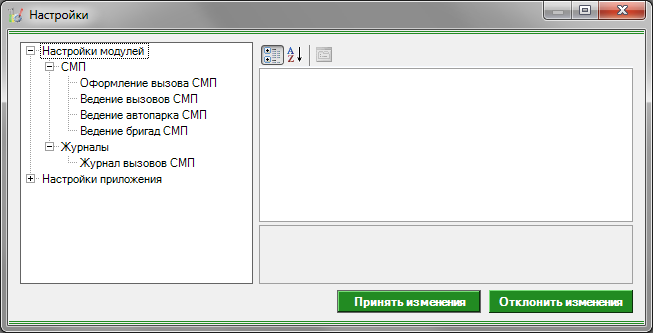 Настройки
Настройки модулей
СМП
Оформление вызова СМП
Ведение вызовов СМП
Ведение автопарка СМП
Ведение бригад СМП
Журналы
Журнал вызовов СМП
Настройки приложения
A
Z
Принять изменения
Отклонить изменения